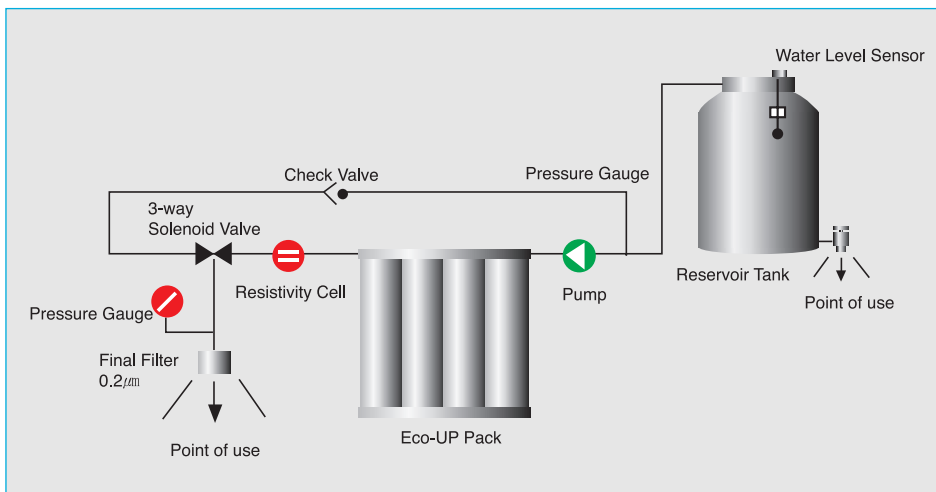 Water Level Sensor
Check Valve
Pressure Gauge
3-way
Solenoid Valve
Resistivity Cell
Pump
Reservoir Tank
Point of use
Pressure Gauge
Final Filter
0.2㎛
Eco-UP Pack
Point of use